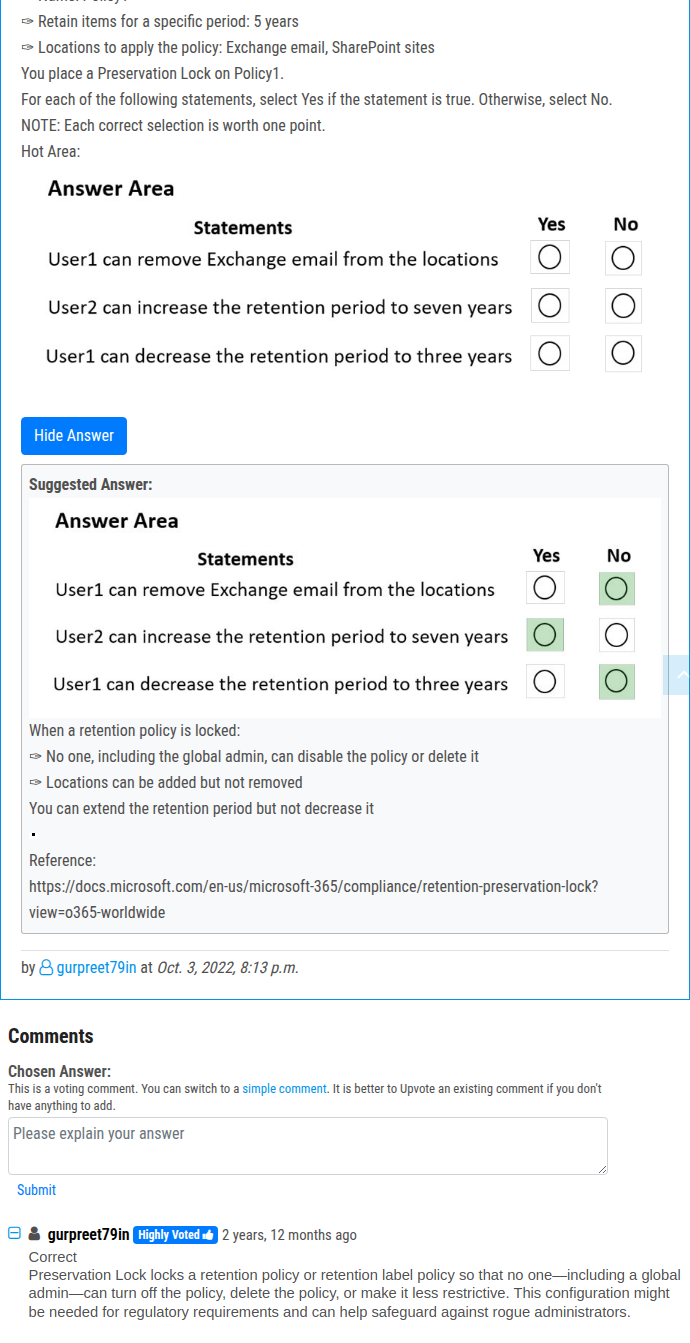 ✑ Retain items for a specific period: 5 years
✑ Locations to apply the policy: Exchange email, SharePoint sites
You place a Preservation Lock on Policy1.
For each of the following statements, select Yes if the statement is true. Otherwise, select No.
NOTE: Each correct selection is worth one point.
Hot Area:
Answer Area
Statements Yes No
User1 can remove Exchange email from the locations
User2 can increase the retention period to seven years
User1 can decrease the retention period to three years
Hide Answer
Suggested Answer:
Answer Area
Statements Yes No
User1 can remove Exchange email from the locations
User2 can increase the retention period to seven years
User1 can decrease the retention period to three years
When a retention policy is locked:
✑ No one, including the global admin, can disable the policy or delete it
✑ Locations can be added but not removed
You can extend the retention period but not decrease it
.
Reference:
https://docs.microsoft.com/en-us/microsoft-365/compliance/retention-preservation-lock?
view=o365-worldwide
by gurpreet79in at Oct. 3, 2022, 8:13 p.m.
Comments
Chosen Answer:
This is a voting comment. You can switch to a simple comment. It is better to Upvote an existing comment if you don't
have anything to add.
Please explain your answer
Submit
gurpreet79in Highly Voted 2 years, 12 months ago
Correct
Preservation Lock locks a retention policy or retention label policy so that no one—including a global
admin—can turn off the policy, delete the policy, or make it less restrictive. This configuration might
be needed for regulatory requirements and can help safeguard against rogue administrators.